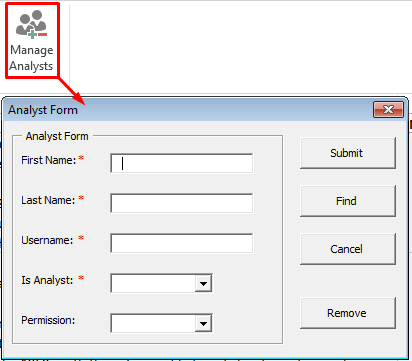 Manage
Analysts
Analyst Form
Analyst Form
First Name: *
Submit
Last Name: *
Find
Username: *
Cancel
Is Analyst: *
Permission:
Remove